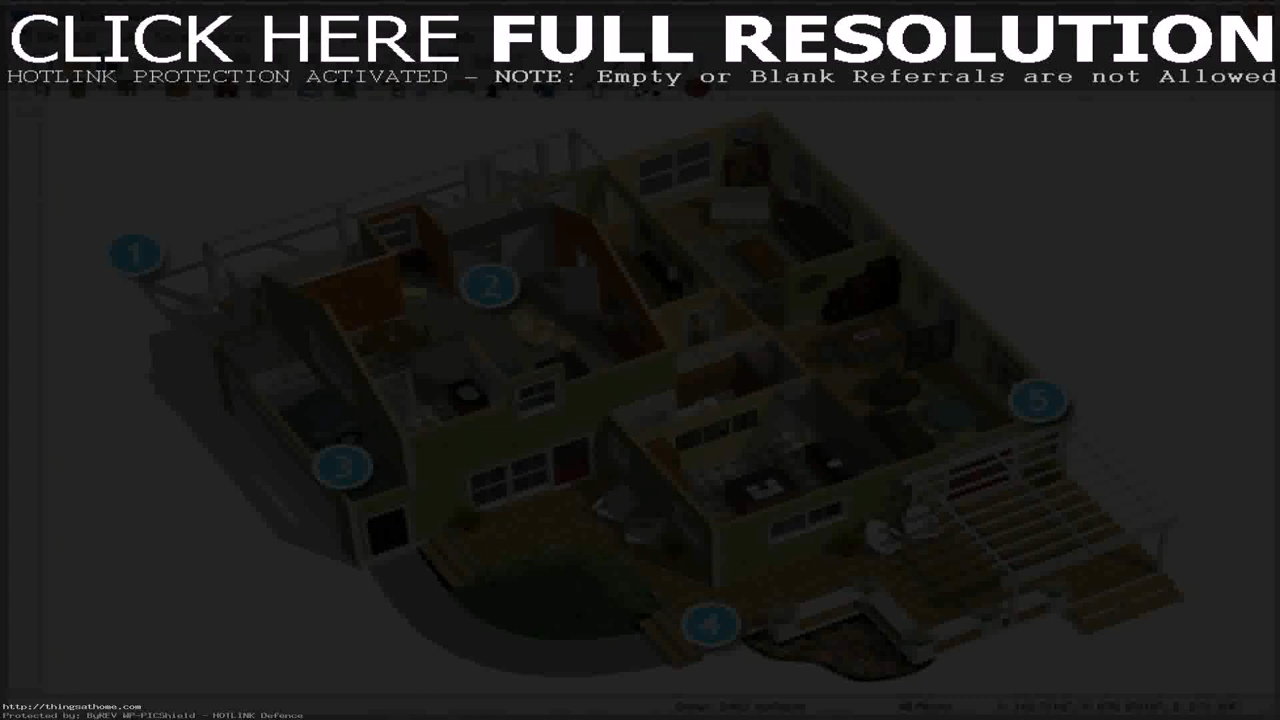 CLICK HERE FULL RESOLUTION
HOTLINK PROTECTION ACTIVATED – NOTE: Empty or Blank Referrals are not Allowed
1
2
3
4
5
http://thingsathome.com
Protected by: ByREV WP-PICShield - HOTLINK Defence